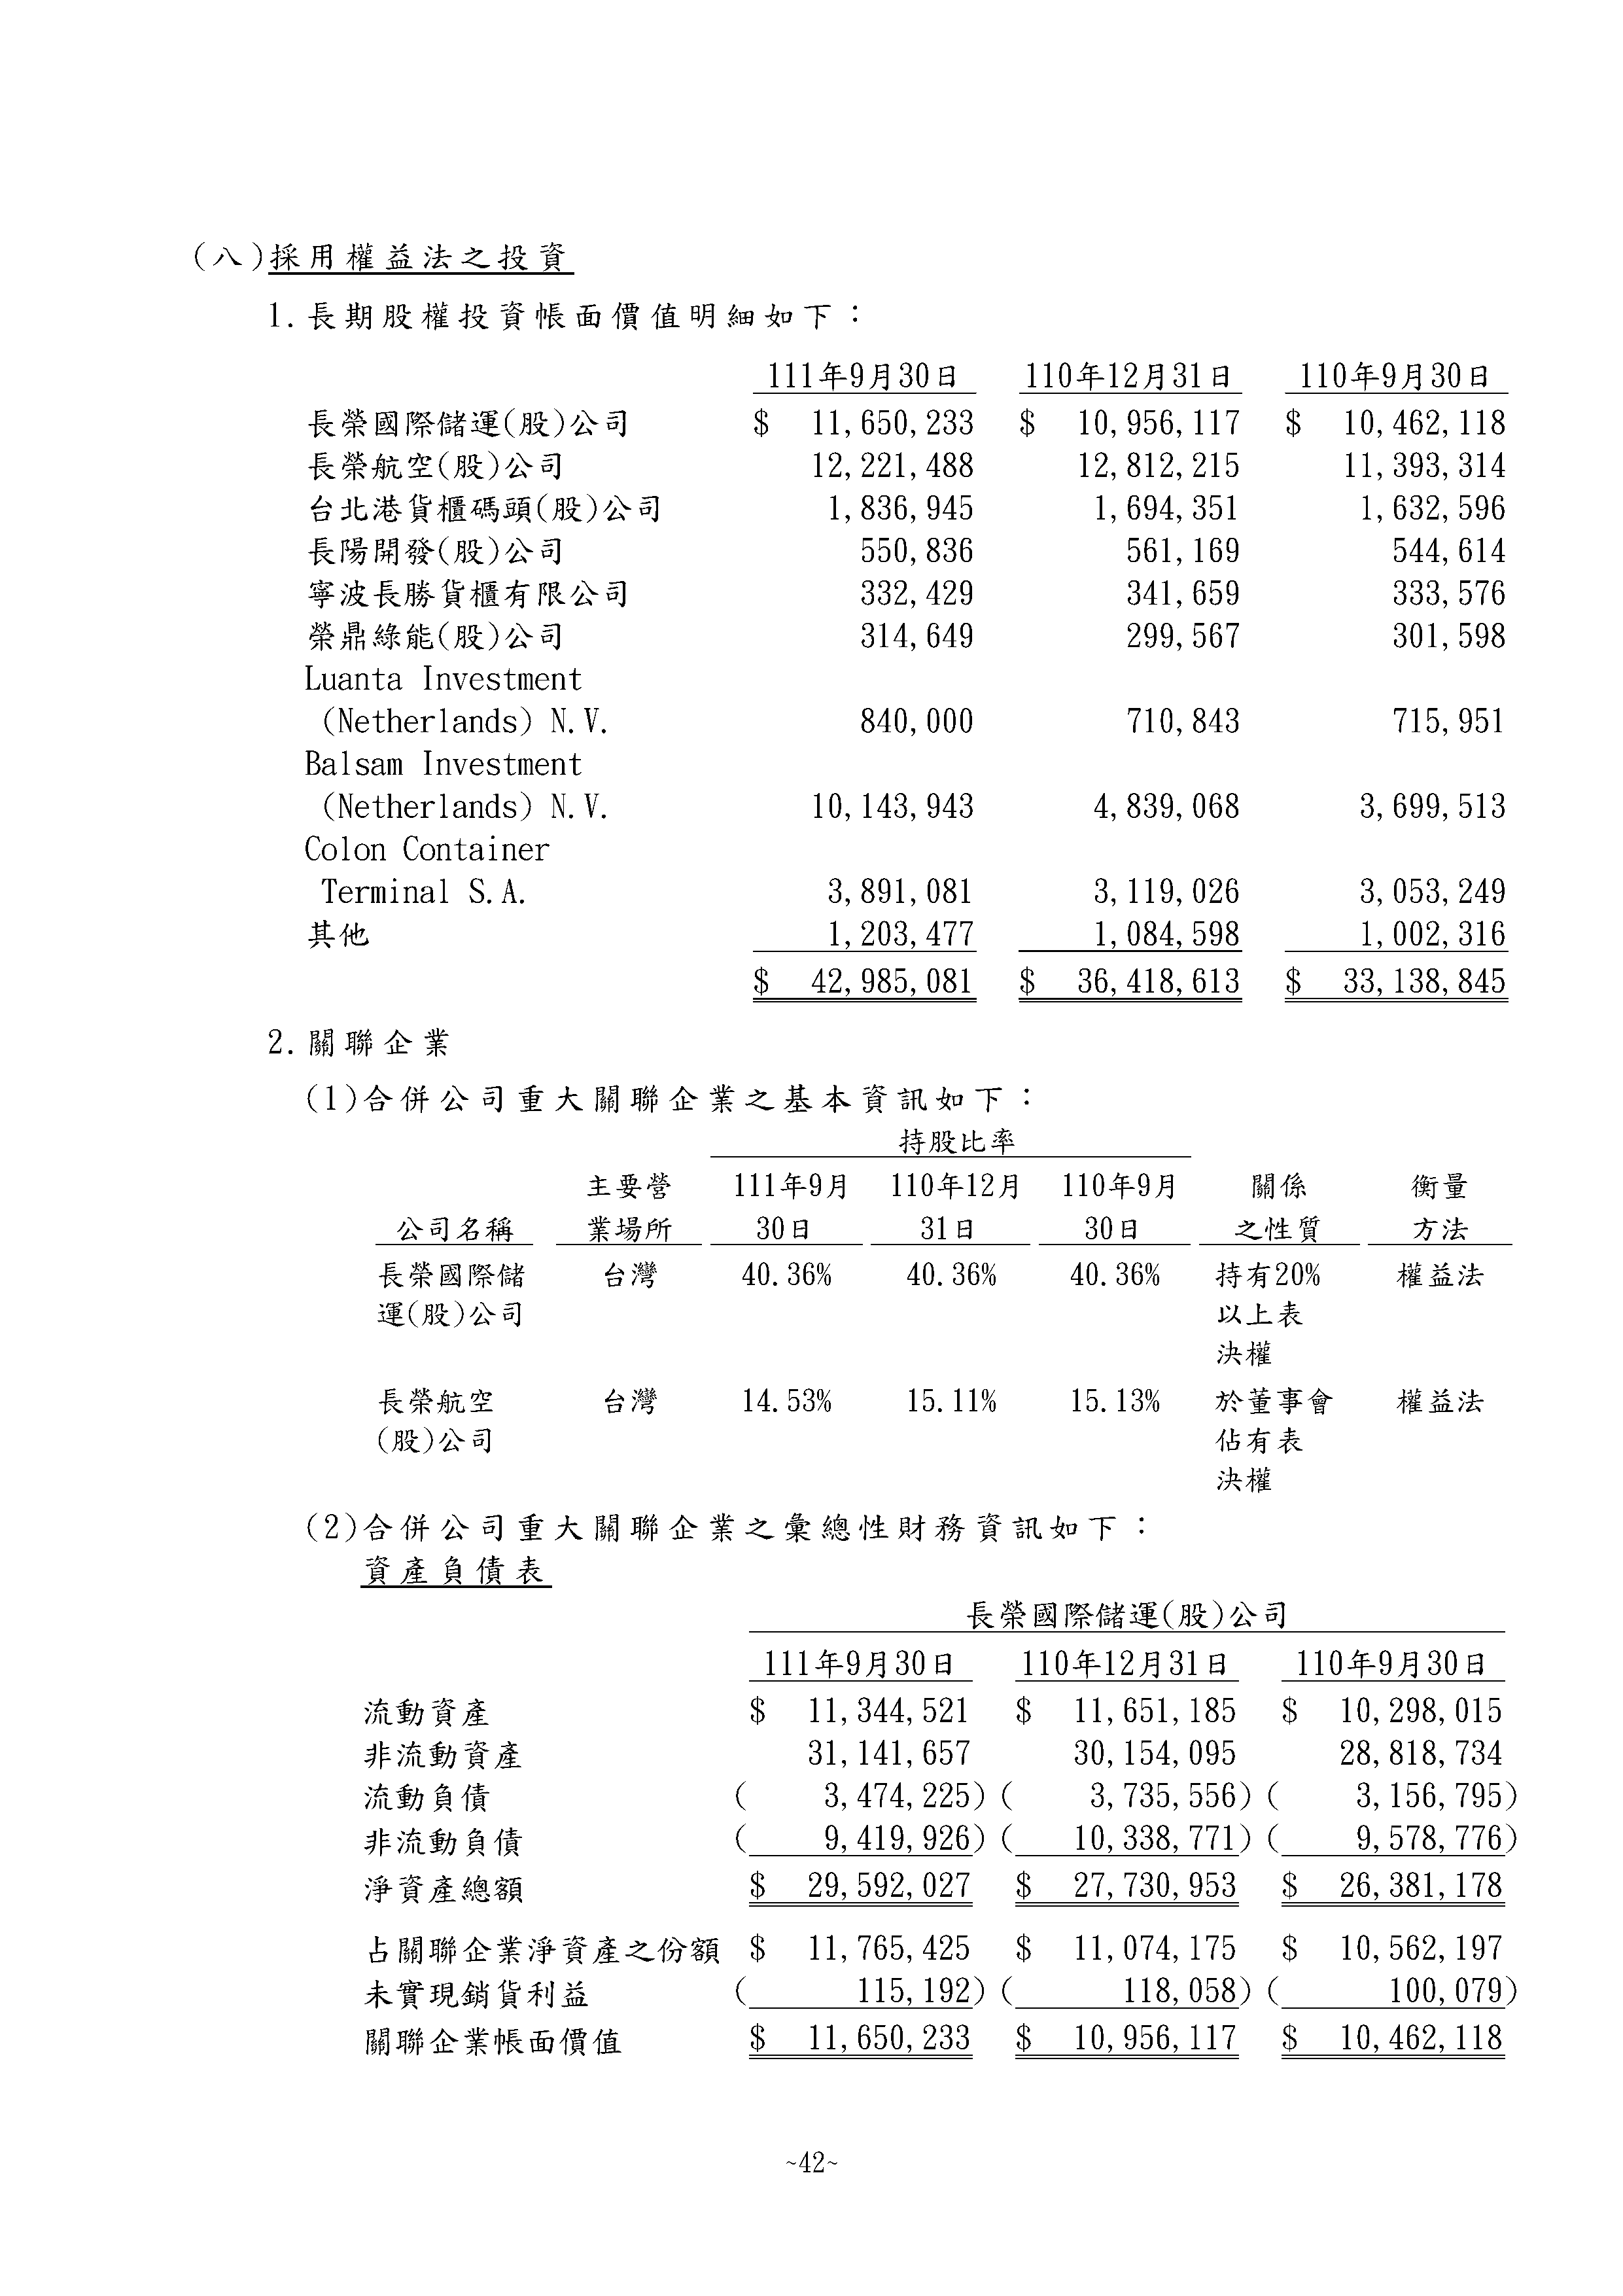 (八)採用權益法之投資
1.長期股權投資帳面價值明細如下：
111年9月30日 110年12月31日 110年9月30日
長榮國際儲運(股)公司 $ 11,650,233 $ 10,956,117 $ 10,462,118
長榮航空(股)公司 12,221,488 12,812,215 11,393,314
台北港貨櫃碼頭(股)公司 1,836,945 1,694,351 1,632,596
長陽開發(股)公司 550,836 561,169 544,614
寧波長勝貨櫃有限公司 332,429 341,659 333,576
榮鼎綠能(股)公司 314,649 299,567 301,598
Luanta Investment
(Netherlands) N.V. 840,000 710,843 715,951
Balsam Investment
(Netherlands) N.V. 10,143,943 4,839,068 3,699,513
Colon Container
Terminal S.A. 3,891,081 3,119,026 3,053,249
其他 1,203,477 1,084,598 1,002,316
$ 42,985,081 $ 36,418,613 $ 33,138,845
2.關聯企業
(1)合併公司重大關聯企業之基本資訊如下：
持股比率
主要營 111年9月 110年12月 110年9月 關係 衡量
公司名稱 業場所 30日 31日 30日 之性質 方法
長榮國際儲 台灣 40.36% 40.36% 40.36% 持有20% 權益法
運(股)公司 以上表
決權
長榮航空 台灣 14.53% 15.11% 15.13% 於董事會 權益法
(股)公司 佔有表
決權
(2)合併公司重大關聯企業之彙總性財務資訊如下：
資產負債表
長榮國際儲運(股)公司
111年9月30日 110年12月31日 110年9月30日
流動資產 $ 11,344,521 $ 11,651,185 $ 10,298,015
非流動資產 31,141,657 30,154,095 28,818,734
流動負債 ( 3,474,225) ( 3,735,556) ( 3,156,795)
非流動負債 ( 9,419,926) ( 10,338,771) ( 9,578,776)
淨資產總額 $ 29,592,027 $ 27,730,953 $ 26,381,178
占關聯企業淨資產之份額 $ 11,765,425 $ 11,074,175 $ 10,562,197
未實現銷貨利益 ( 115,192) ( 118,058) ( 100,079)
關聯企業帳面價值 $ 11,650,233 $ 10,956,117 $ 10,462,118
~42~